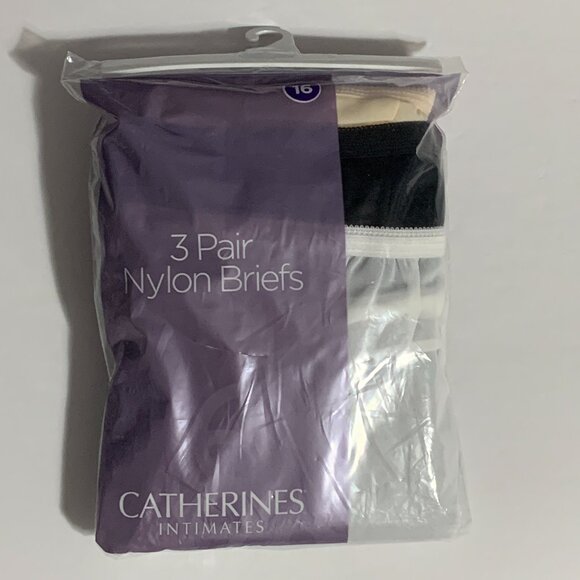 16
3 Pair
Nylon Briefs
CATHERINES
INTIMATES